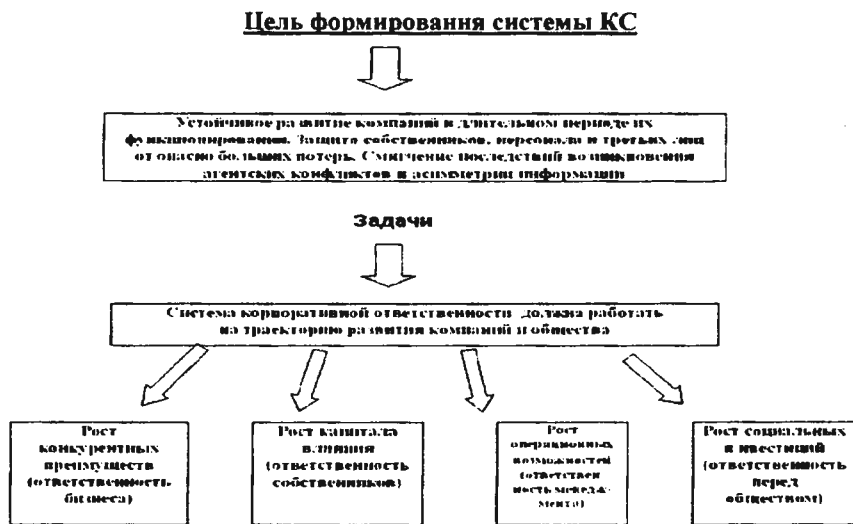 Цель формирования системы КС
Устойчивое развитие компаний в длительном периоде их
функционирования. Защита собственников, персонала и третьих лиц
от опасно больших потерь. Смягчение последствий возникновения
агентских конфликтов и асимметрии информации
Задачи
Система корпоративной ответственности должна работать
на траекторию развития компаний и общества
Рост
конкурентных
преимуществ
(ответственность
бизнеса)
Рост капитала
влияния
(ответственность
собственников)
Рост
операционных
возможностей
(ответствен
ность менедж-
мента)
Рост социальных
инвестиций
(ответственность
перед
обществом)